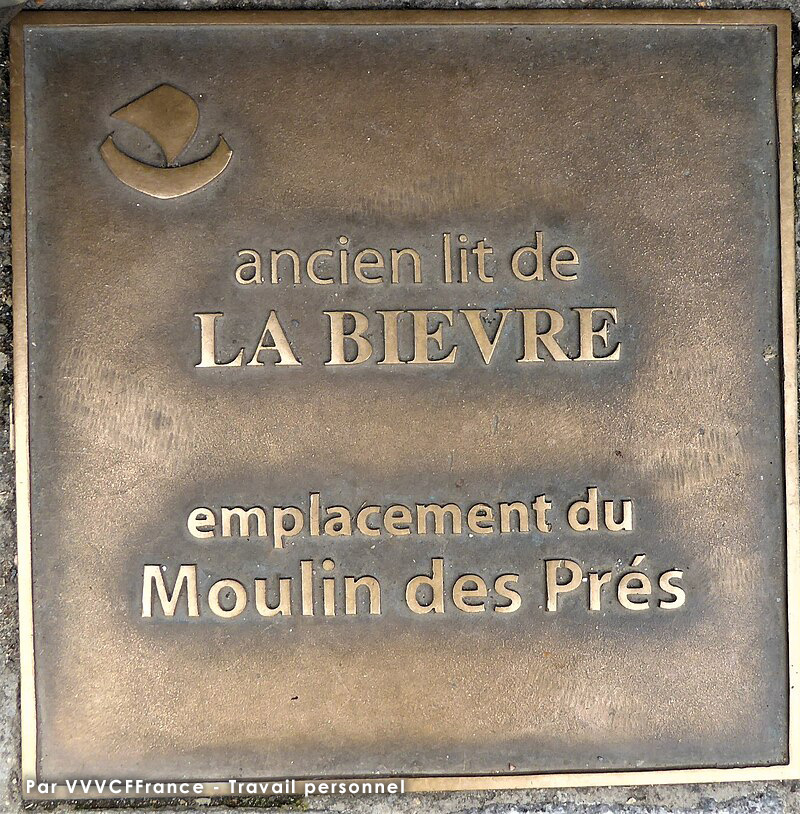 ancien lit de
LA BIEVRE
emplacement du
Moulin des Prés
Par VVVCFFrance - Travail personnel